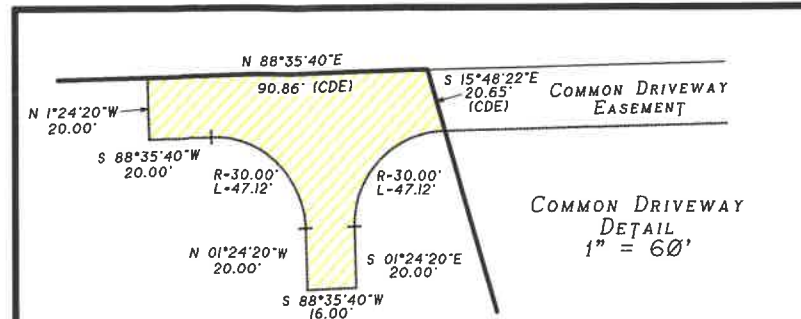 N 88°35'40"E
90.86' (CDE)
S 15°48'22"E
20.65'
(CDE)
COMMON DRIVEWAY
EASEMENT
N 1°24'20"W
20.00'
S 88°35'40"W
20.00'
R=30.00'
L=47.12'
R=30.00'
L=47.12'
COMMON DRIVEWAY
DETAIL
1" = 60'
N 01°24'20"W
20.00'
S 01°24'20"E
20.00'
S 88°35'40"W
16.00'